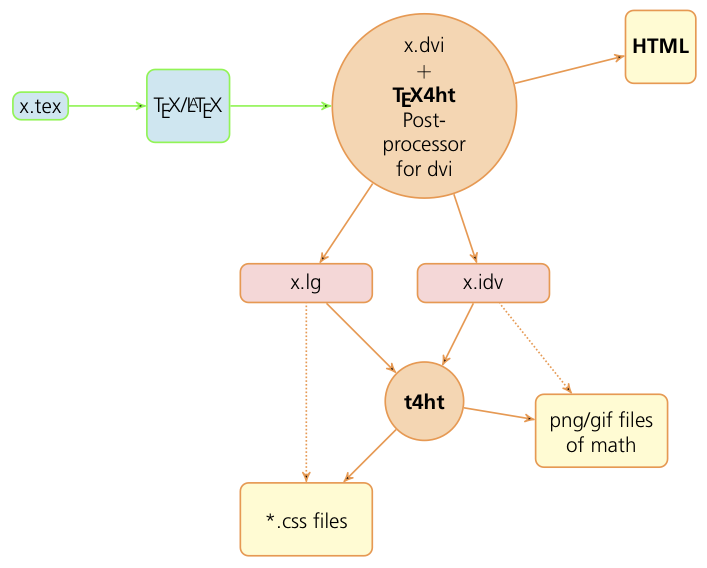 x.dvi
+
TEX4ht
Post-
processor
for dvi
HTML
x.tex
TEX/LATEX
x.lg
x.idv
t4ht
png/gif files
of math
*.css files